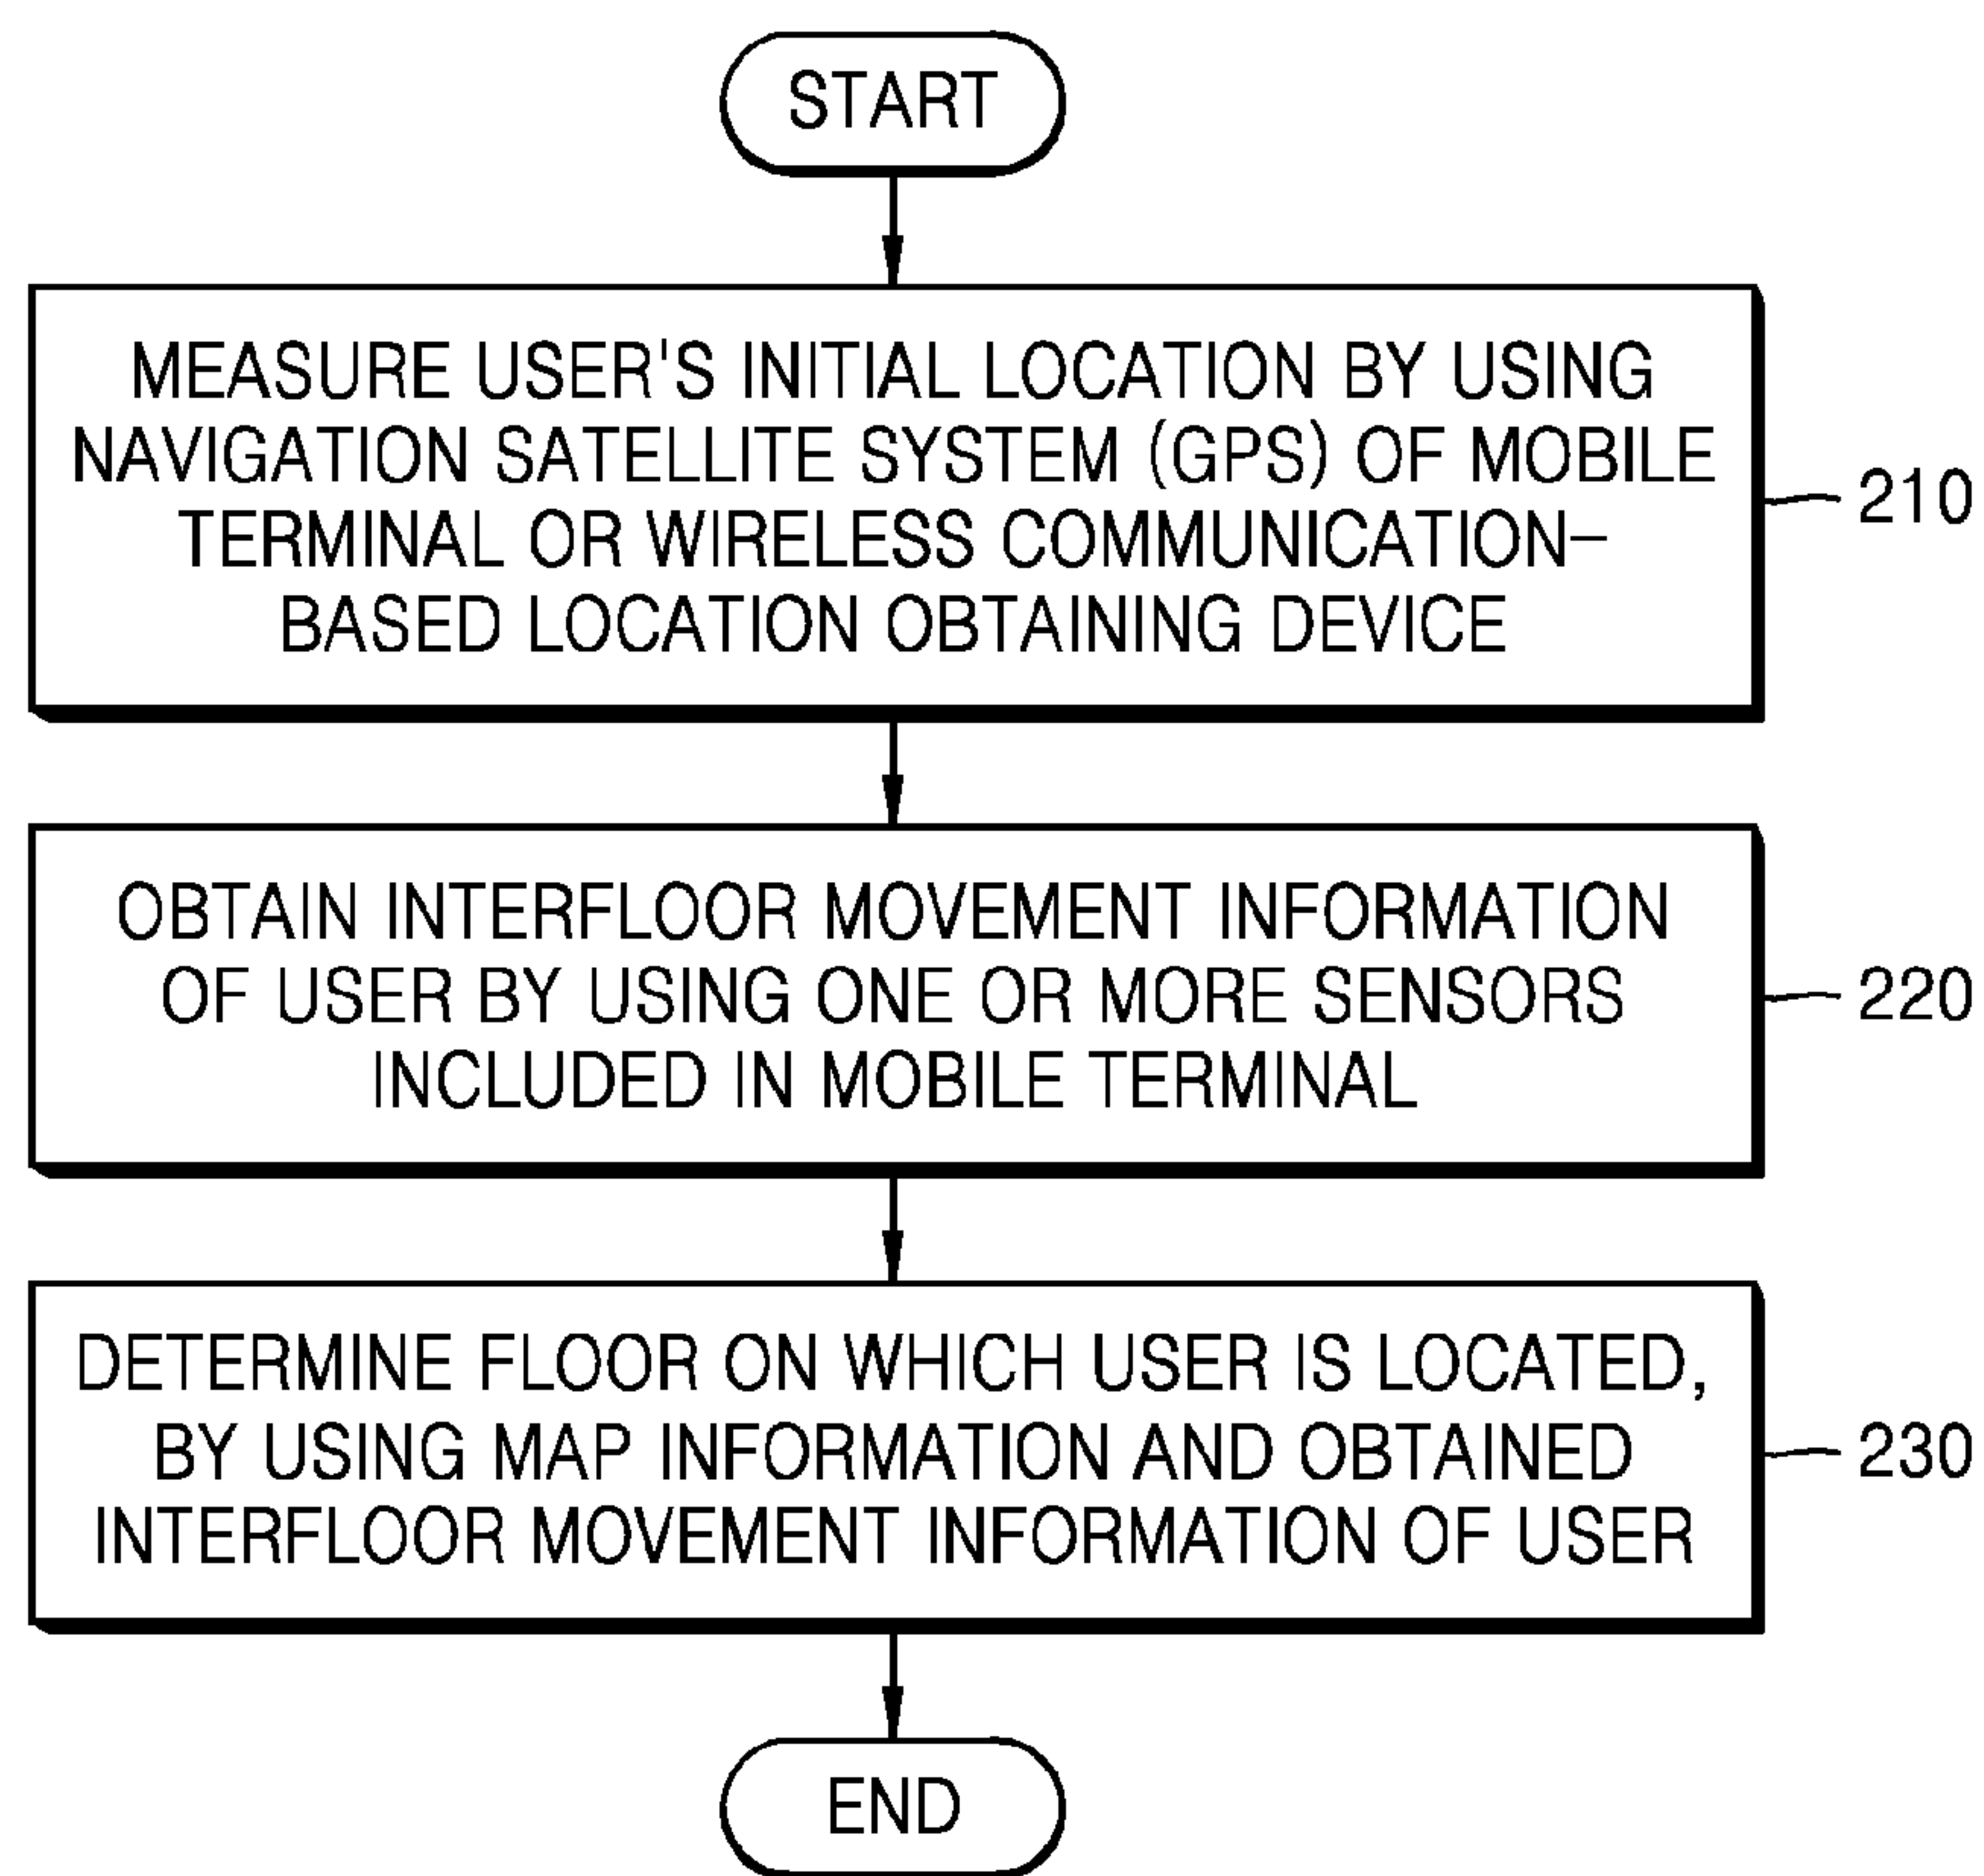 START
MEASURE USER'S INITIAL LOCATION BY USING
NAVIGATION SATELLITE SYSTEM (GPS) OF MOBILE
TERMINAL OR WIRELESS COMMUNICATION–
BASED LOCATION OBTAINING DEVICE
210
OBTAIN INTERFLOOR MOVEMENT INFORMATION
OF USER BY USING ONE OR MORE SENSORS
INCLUDED IN MOBILE TERMINAL
220
DETERMINE FLOOR ON WHICH USER IS LOCATED,
BY USING MAP INFORMATION AND OBTAINED
INTERFLOOR MOVEMENT INFORMATION OF USER
230
END